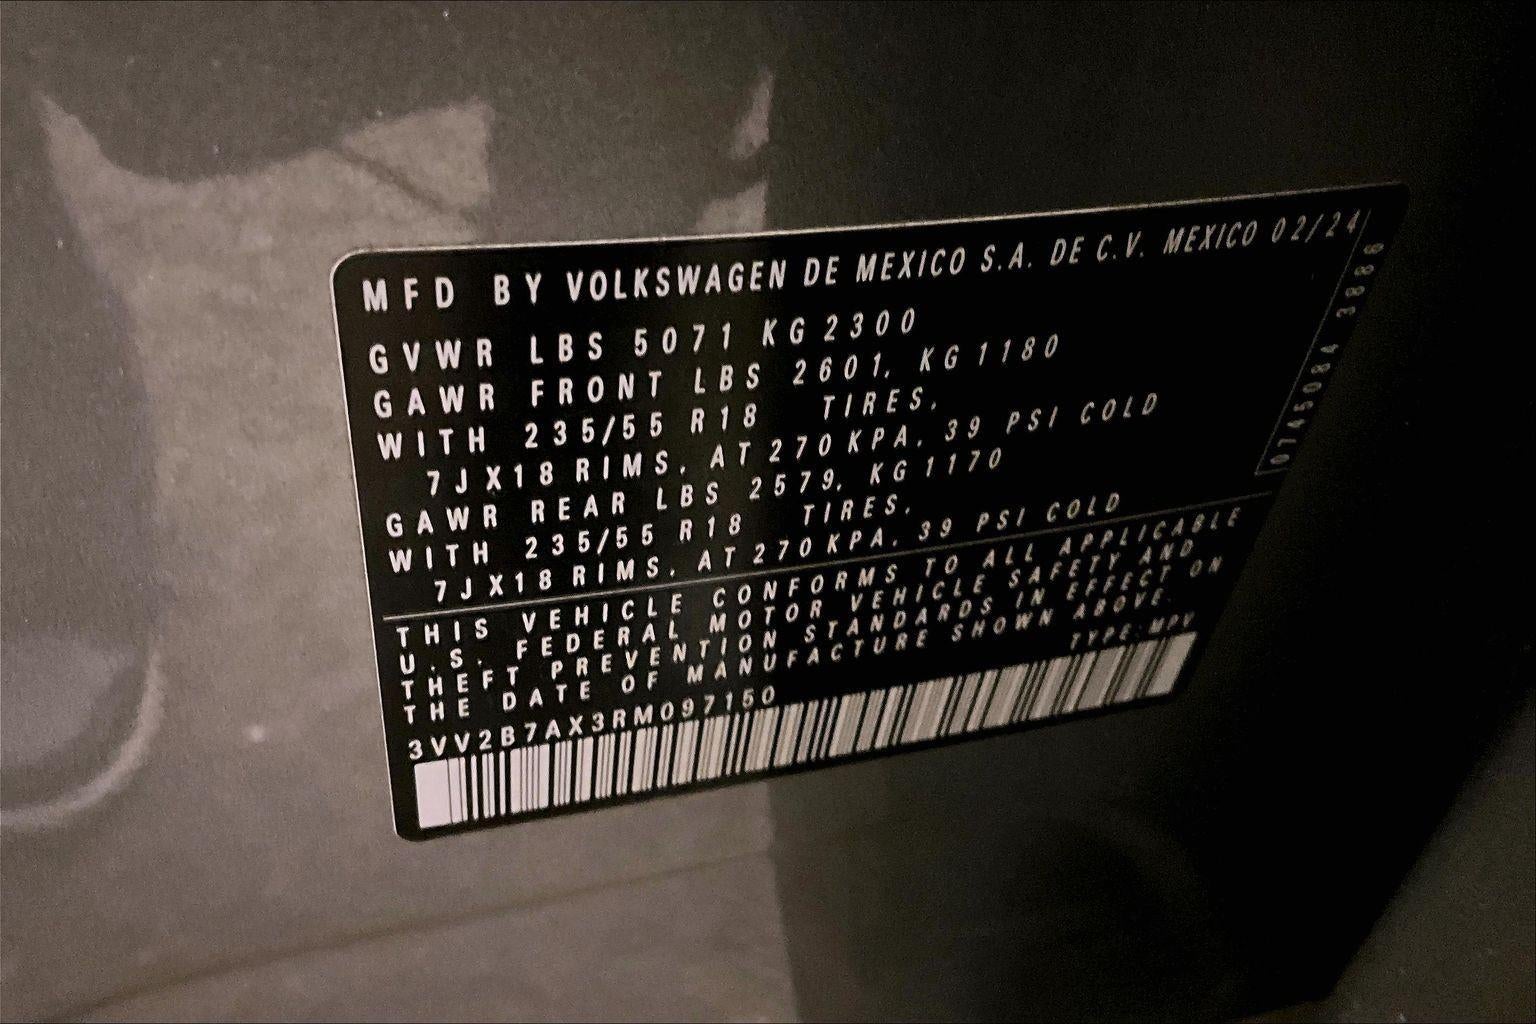 MFD BY VOLKSWAGEN DE MEXICO S.A. DE C.V. MEXICO 02/24
GVWR LBS 5071 KG 2300
GAWR FRONT LBS 2601, KG 1180
WITH 235/55 R18 TIRES,
7JX18 RIMS, AT 270 KPA, 39 PSI COLD
GAWR REAR LBS 2579, KG 1170
WITH 235/55 R18 TIRES,
7JX18 RIMS, AT 270 KPA, 39 PSI COLD
THIS VEHICLE CONFORMS TO ALL APPLICABLE
U.S. FEDERAL MOTOR VEHICLE SAFETY AND
THEFT PREVENTION STANDARDS IN EFFECT ON
THE DATE OF MANUFACTURE SHOWN ABOVE.
TYPE: MPV
3VV2B7AX3RM097150